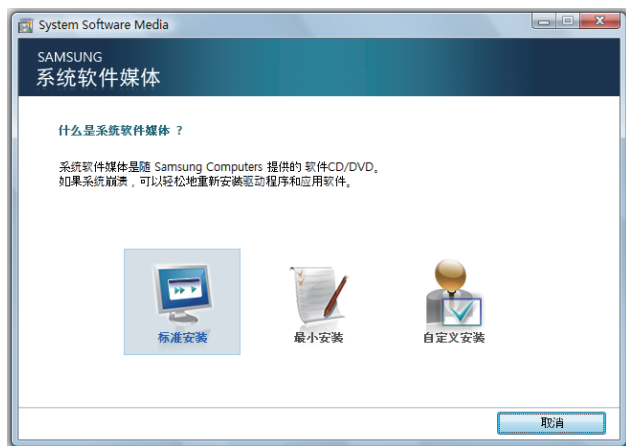 System Software Media
SAMSUNG
系统软件媒体
什么是系统软件媒体 ？
系统软件媒体是随 Samsung Computers 提供的 软件CD/DVD。
如果系统崩溃，可以轻松地重新安装驱动程序和应用软件。
标准安装 最小安装 自定义安装
取消